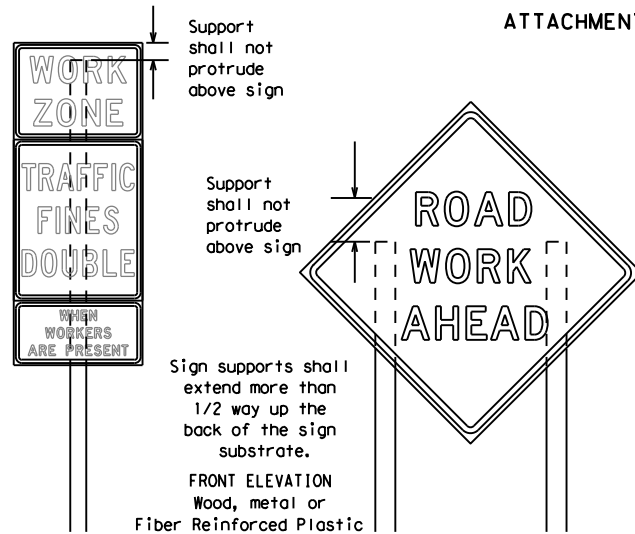 ATTACHMENT
Support
shall not
protrude
above sign
WORK
ZONE
TRAFFIC
FINES
DOUBLE
WHEN
WORKERS
ARE PRESENT
Support
shall not
protrude
above sign
ROAD
WORK
AHEAD
Sign supports shall
extend more than
1/2 way up the
back of the sign
substrate.
FRONT ELEVATION
Wood, metal or
Fiber Reinforced Plastic